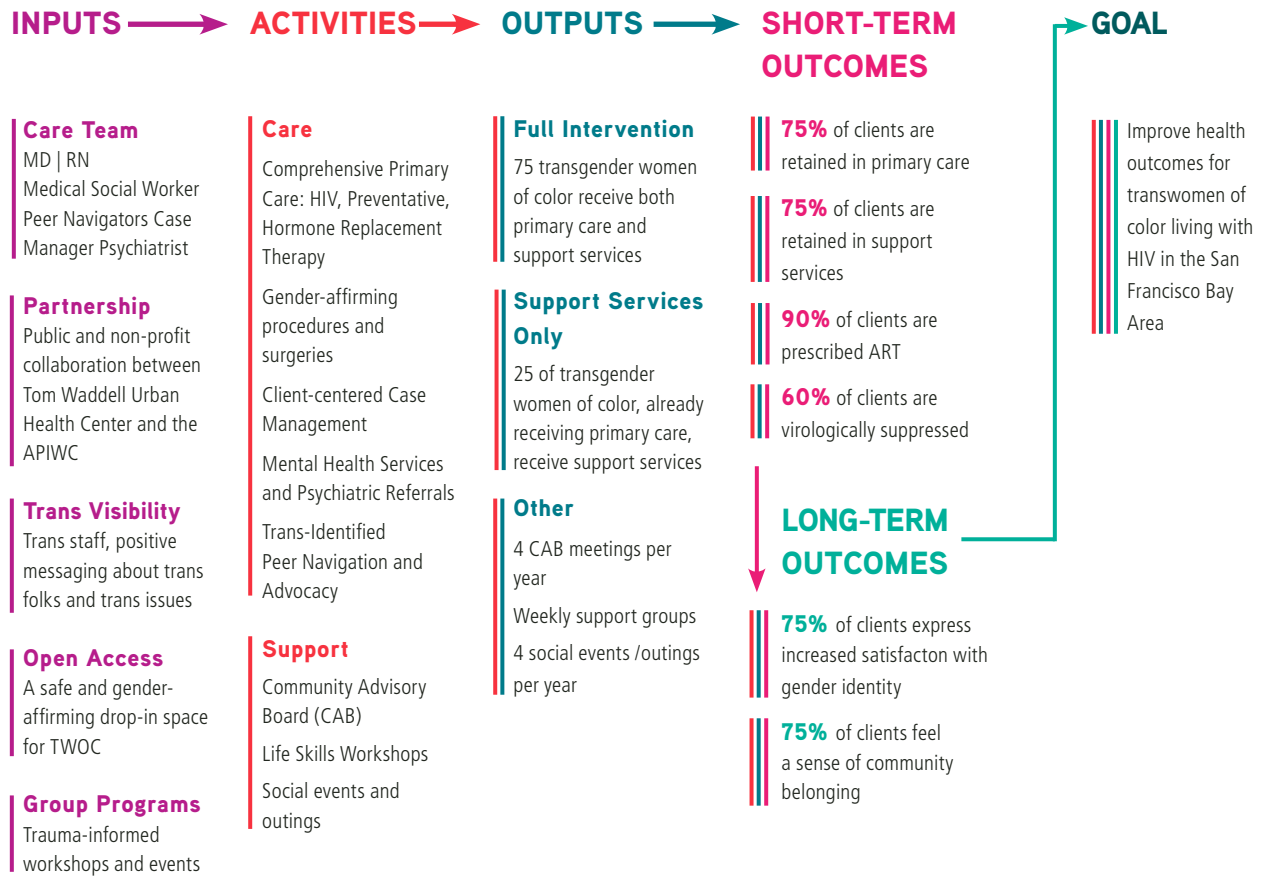 INPUTS
Care Team
MD | RN
Medical Social Worker
Peer Navigators Case
Manager Psychiatrist
Partnership
Public and non-profit
collaboration between
Tom Waddell Urban
Health Center and the
APIWC
Trans Visibility
Trans staff, positive
messaging about trans
folks and trans issues
Open Access
A safe and gender-
affirming drop-in space
for TWOC
Group Programs
Trauma-informed
workshops and events
ACTIVITIES
Care
Comprehensive Primary
Care: HIV, Preventative,
Hormone Replacement
Therapy
Gender-affirming
procedures and
surgeries
Client-centered Case
Management
Mental Health Services
and Psychiatric Referrals
Trans-Identified
Peer Navigation and
Advocacy
Support
Community Advisory
Board (CAB)
Life Skills Workshops
Social events and
outings
OUTPUTS
Full Intervention
75 transgender women
of color receive both
primary care and
support services
Support Services
Only
25 of transgender
women of color, already
receiving primary care,
receive support services
Other
4 CAB meetings per
year
Weekly support groups
4 social events /outings
per year
SHORT-TERM
OUTCOMES
75% of clients are
retained in primary care
75% of clients are
retained in support
services
90% of clients are
prescribed ART
60% of clients are
virologically suppressed
LONG-TERM
OUTCOMES
75% of clients express
increased satisfacton with
gender identity
75% of clients feel
a sense of community
belonging
GOAL
Improve health
outcomes for
transwomen of
color living with
HIV in the San
Francisco Bay
Area